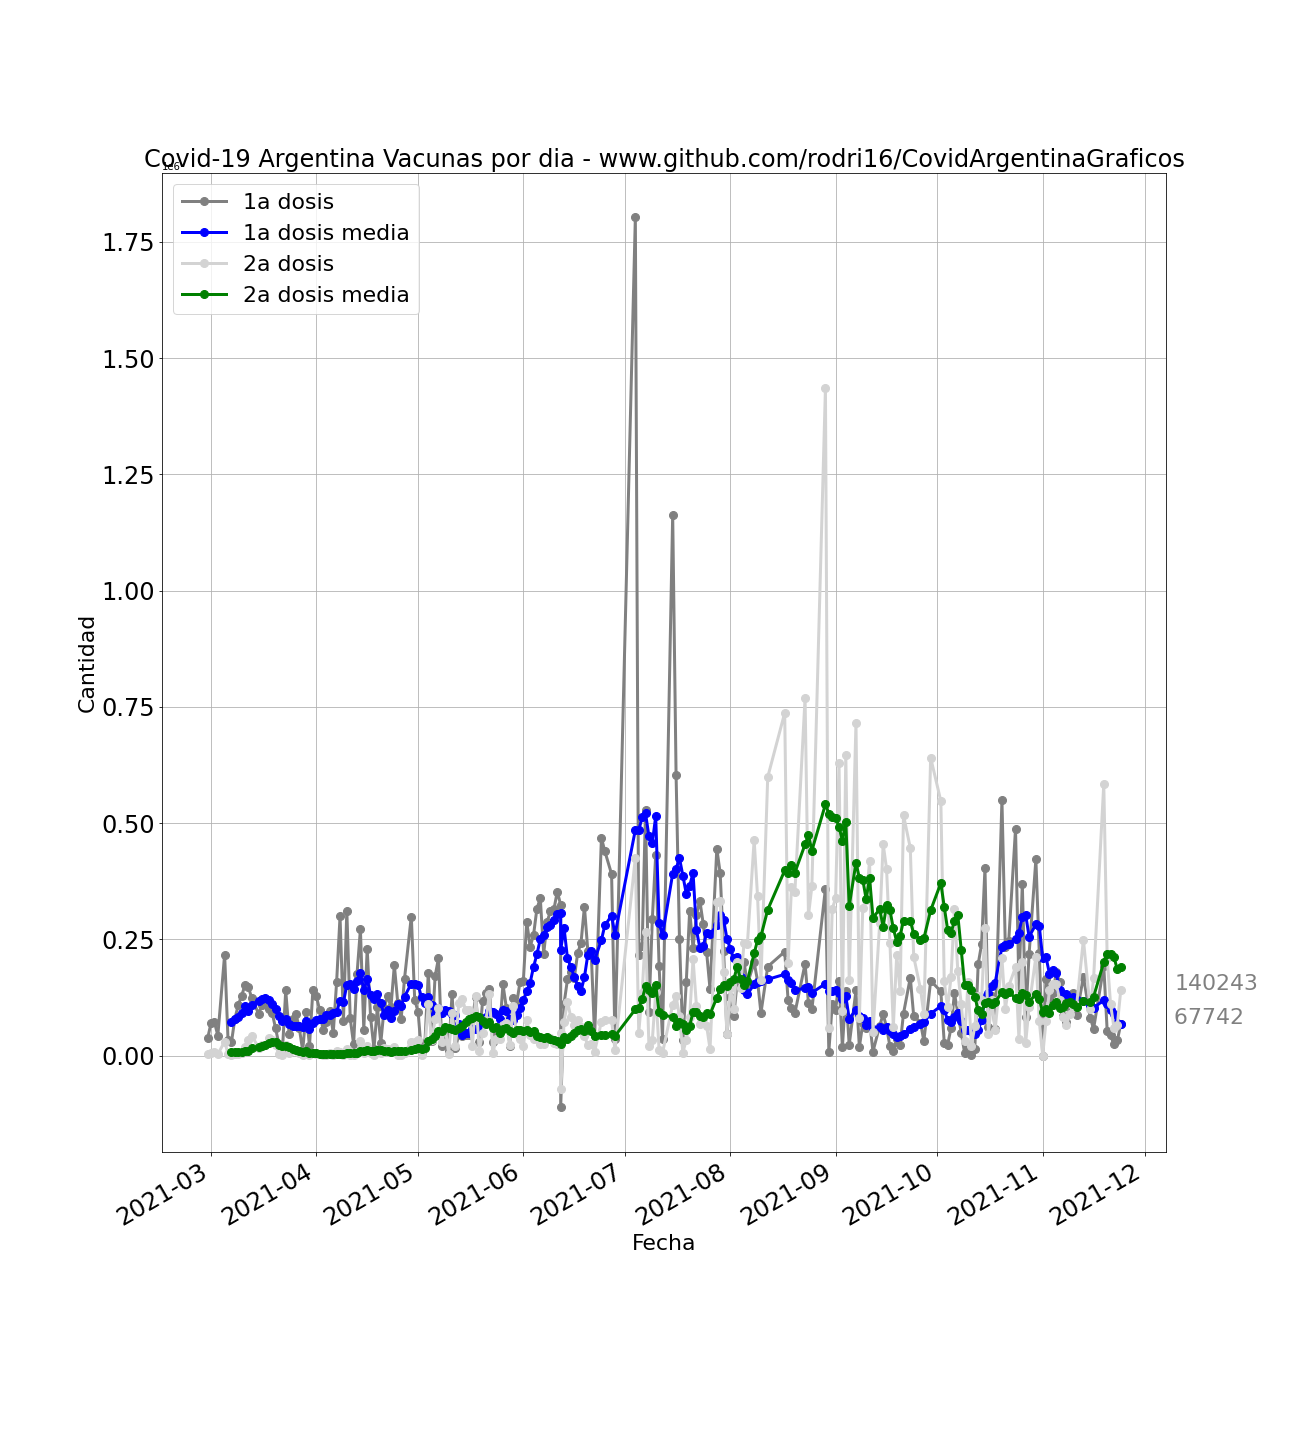 Covid-19 Argentina Vacunas por dia - www.github.com/rodri16/CovidArgentinaGraficos
1e6
1a dosis
1a dosis media
2a dosis
2a dosis media
1.75
1.50
1.25
1.00
0.75
0.50
0.25
0.00
Cantidad
140243
67742
2021-03
2021-04
2021-05
2021-06
2021-07
2021-08
2021-09
2021-10
2021-11
2021-12
Fecha